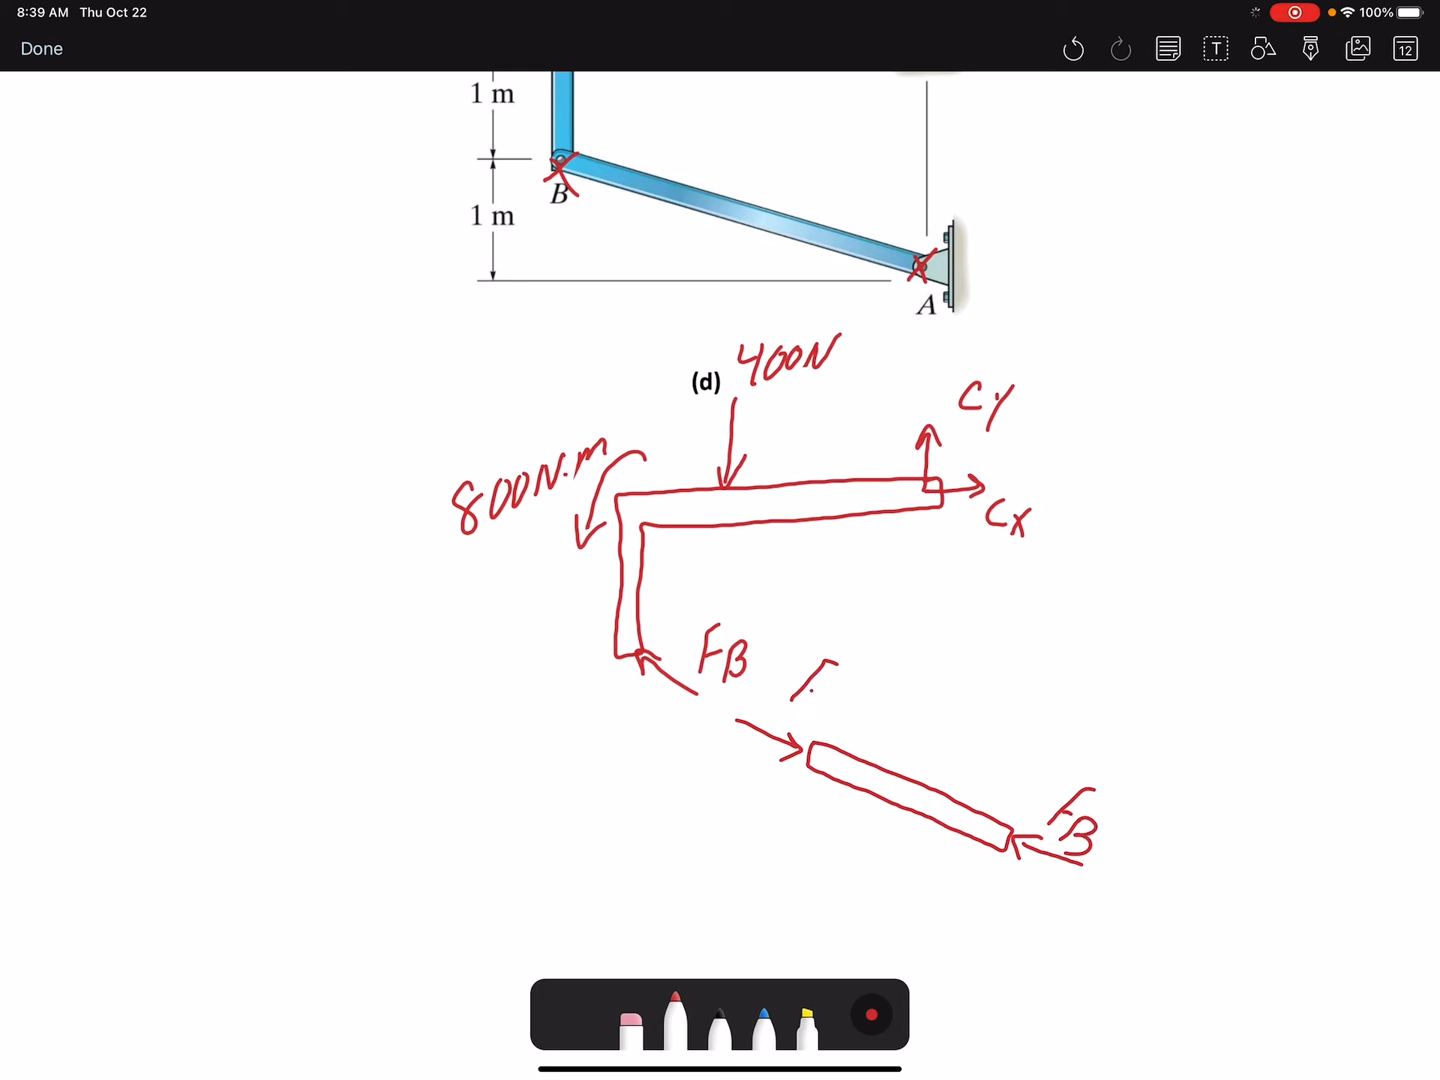 8:39 AM Thu Oct 22
100%
Done
T
12
1 m
B
1 m
A
(d)
400N
CY
800N.m
CX
FB
FB